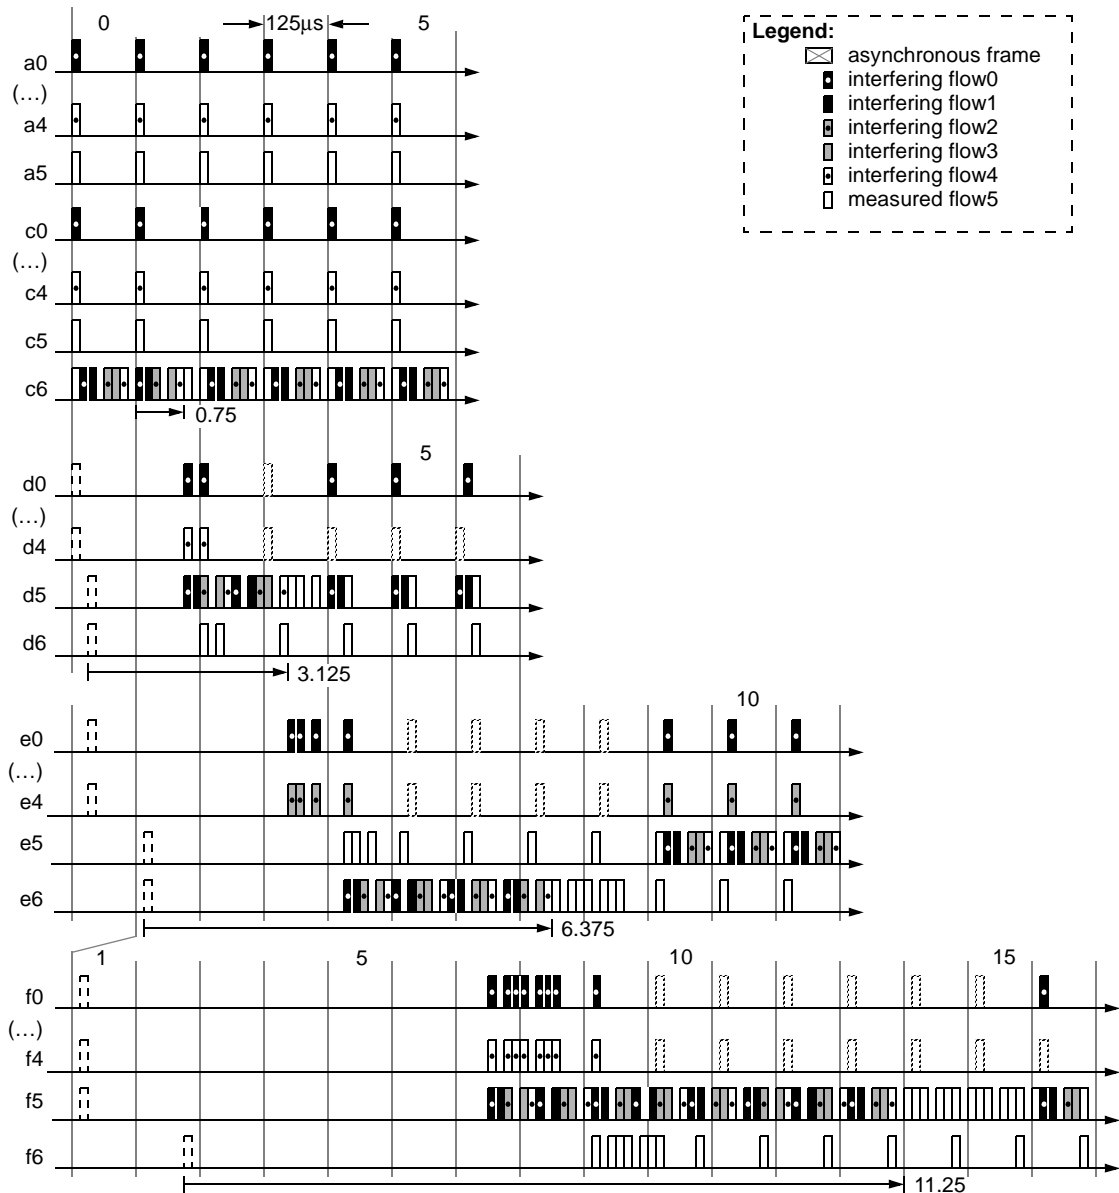 0 125μs 5
Legend:
asynchronous frame
interfering flow0
interfering flow1
interfering flow2
interfering flow3
interfering flow4
measured flow5
a0
(...)
a4
a5
c0
(...)
c4
c5
c6
0.75
5
d0
(...)
d4
d5
d6
3.125
10
e0
(...)
e4
e5
e6
6.375
1 5 10 15
f0
(...)
f4
f5
f6
11.25